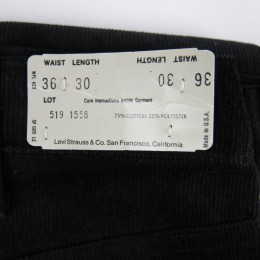 WAIST LENGTH
36 30
LOT
519 1558
Care Instructions Inside Garment
75% COTTON 25% POLYESTER
Levi Strauss & Co. San Francisco, California
WAIST LENGTH
36 30
Made in U.S.A.